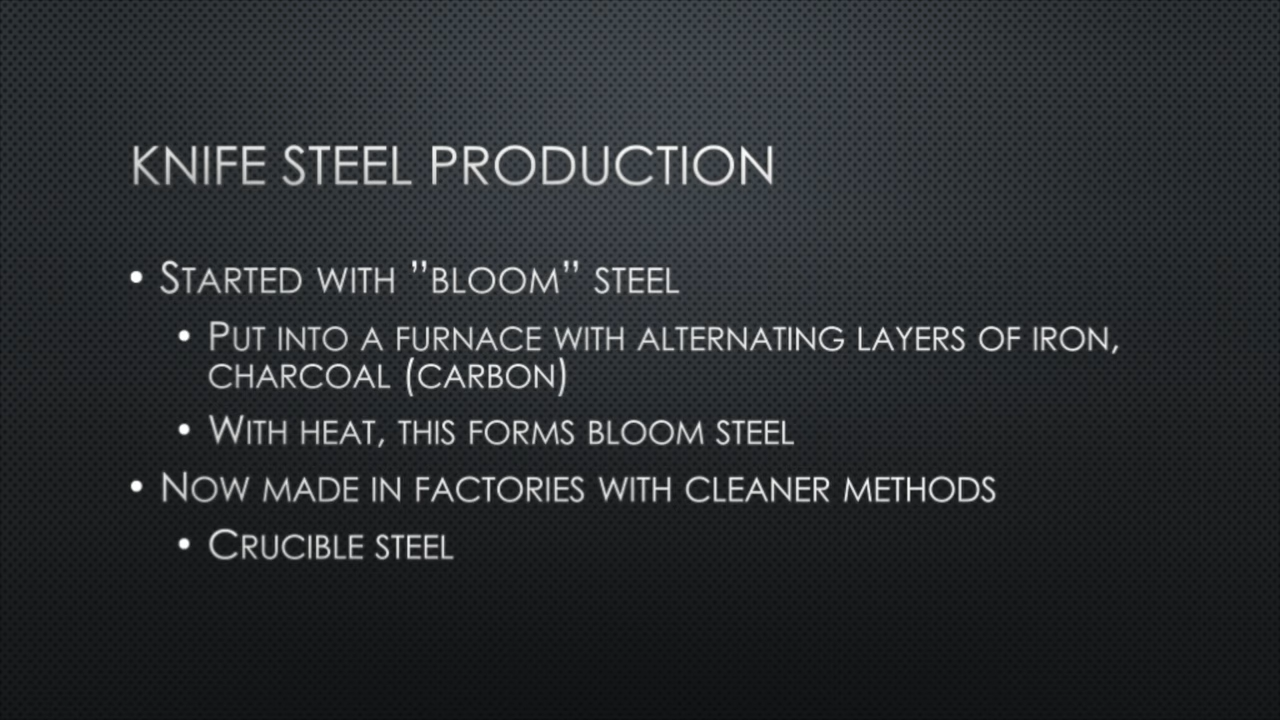 KNIFE STEEL PRODUCTION
• STARTED WITH ”BLOOM” STEEL
• PUT INTO A FURNACE WITH ALTERNATING LAYERS OF IRON,
CHARCOAL (CARBON)
• WITH HEAT, THIS FORMS BLOOM STEEL
• NOW MADE IN FACTORIES WITH CLEANER METHODS
• CRUCIBLE STEEL